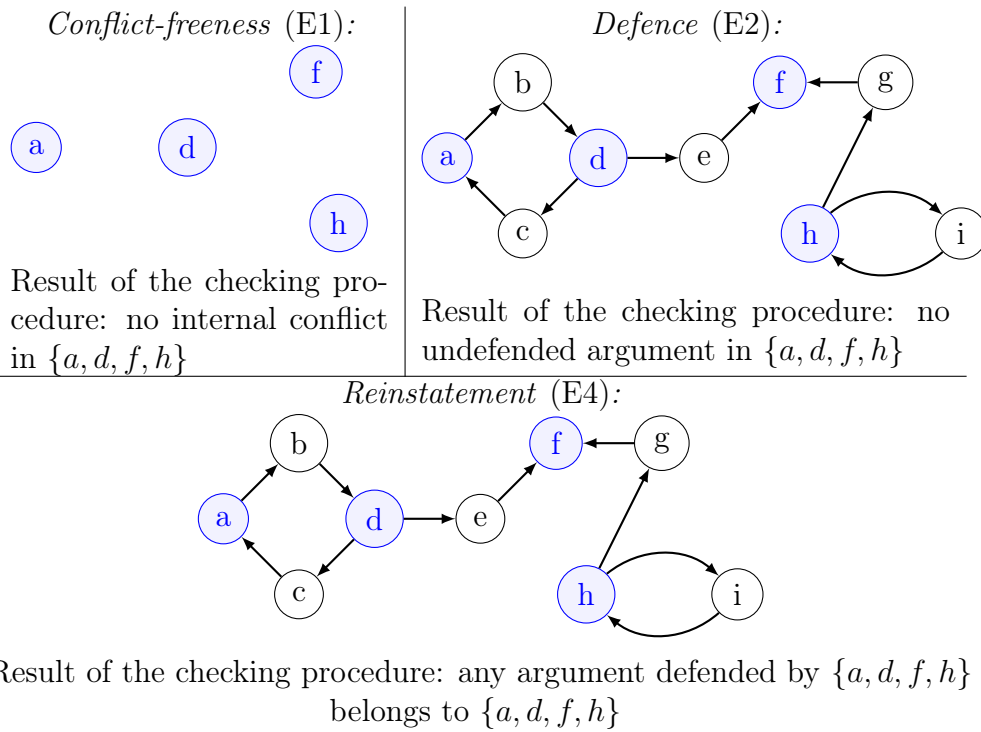 Conflict-freeness (E1):
f
a
d
h
Result of the checking pro-
cedure: no internal conflict
in {a, d, f, h}
Defence (E2):
b
f
g
a
d
e
c
h
i
Result of the checking procedure: no
undefended argument in {a, d, f, h}
Reinstatement (E4):
b
f
g
a
d
e
c
h
i
Result of the checking procedure: any argument defended by {a, d, f, h}
belongs to {a, d, f, h}